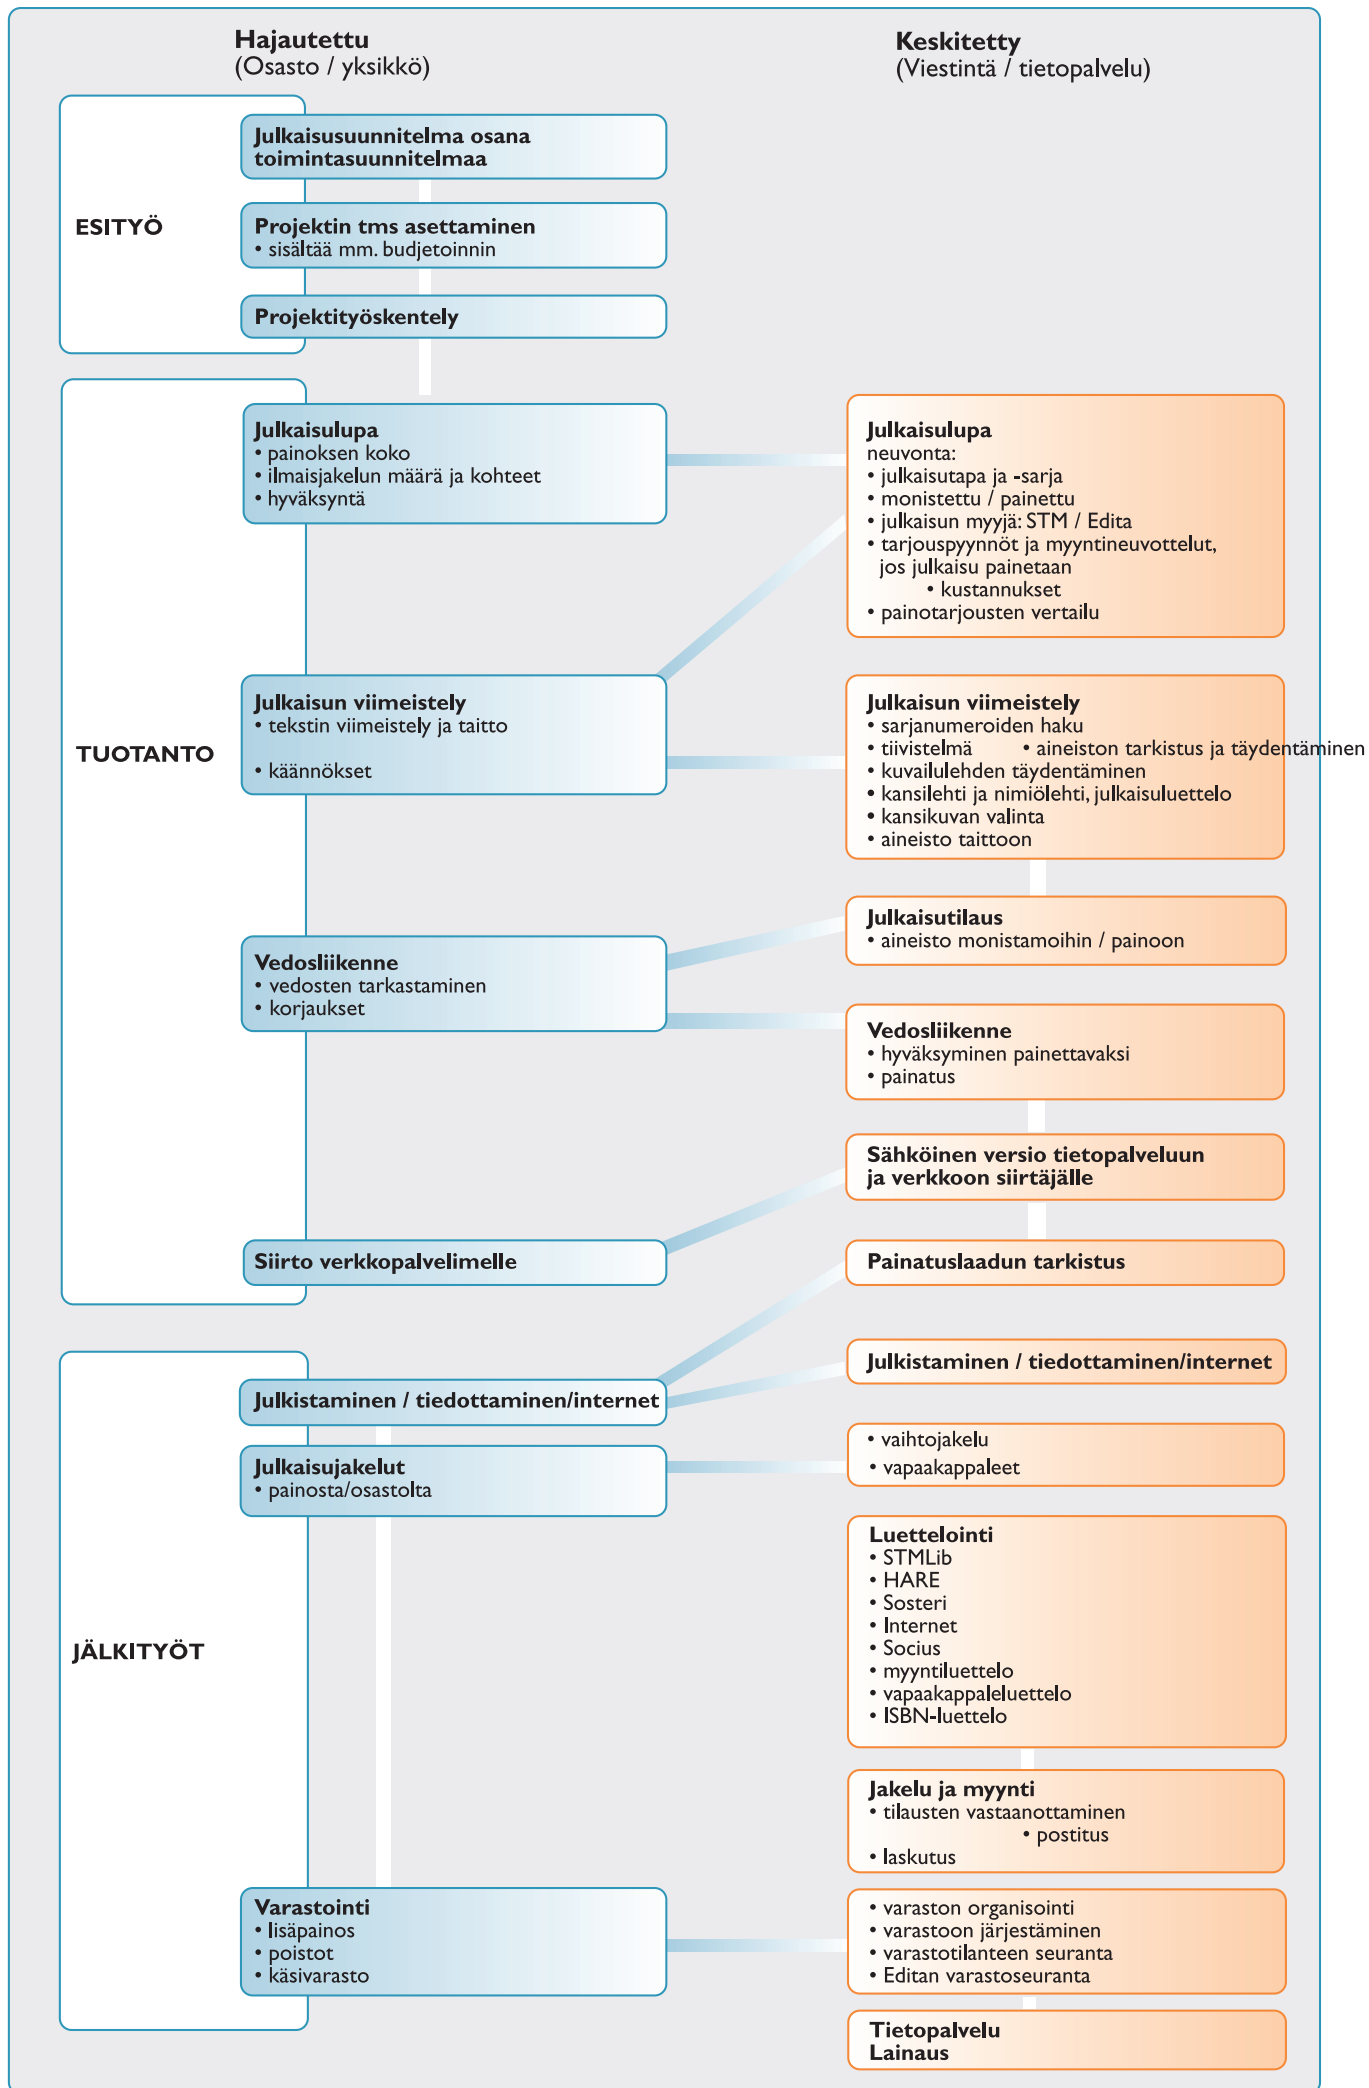 Hajautettu
(Osasto / yksikkö)
Keskitetty
(Viestintä / tietopalvelu)
ESITYÖ
Julkaisusuunnitelma osana
toimintasuunnitelmaa
Projektin tms asettaminen
• sisältää mm. budjetoinnin
Projektityöskentely
TUOTANTO
Julkaisulupa
• painoksen koko
• ilmaisjakelun määrä ja kohteet
• hyväksyntä
Julkaisulupa
neuvonta:
• julkaisutapa ja -sarja
• monistettu / painettu
• julkaisun myyjä: STM / Edita
• tarjouspyynnöt ja myyntineuvottelut,
jos julkaisu painetaan
• kustannukset
• painotarjousten vertailu
Julkaisun viimeistely
• tekstin viimeistely ja taitto
• käännökset
Julkaisun viimeistely
• sarjanumeroiden haku
• tiivistelmä • aineiston tarkistus ja täydentäminen
• kuvailulehden täydentäminen
• kansilehti ja nimiölehti, julkaisuluettelo
• kansikuvan valinta
• aineisto taittoon
Julkaisutilaus
• aineisto monistamoihin / painoon
Vedosliikenne
• vedosten tarkastaminen
• korjaukset
Vedosliikenne
• hyväksyminen painettavaksi
• painatus
Sähköinen versio tietopalveluun
ja verkkoon siirtäjälle
Siirto verkkopalvelimelle
Painatuslaadun tarkistus
JÄLKITYÖT
Julkistaminen / tiedottaminen/internet
Julkistaminen / tiedottaminen/internet
Julkaisujakelut
• painosta/osastolta
• vaihtojakelu
• vapaakappaleet
Luettelointi
• STMLib
• HARE
• Sosteri
• Internet
• Socius
• myyntiluettelo
• vapaakappaleluettelo
• ISBN-luettelo
Jakelu ja myynti
• tilausten vastaanottaminen
• postitus
• laskutus
Varastointi
• lisäpainos
• poistot
• käsivarasto
• varaston organisointi
• varastoon järjestäminen
• varastotilanteen seuranta
• Editan varastoseuranta
Tietopalvelu
Lainaus